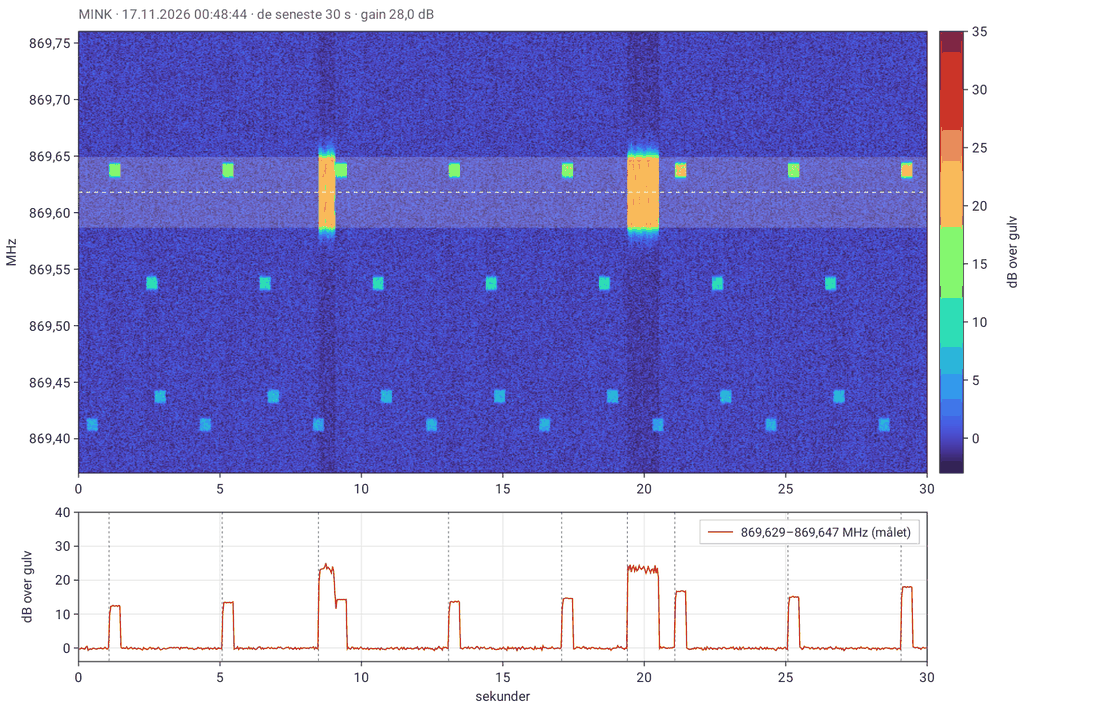 MINK · 17.11.2026 00:48:44 · de seneste 30 s · gain 28,0 dB
MHz
869,75
869,70
869,65
869,60
869,55
869,50
869,45
869,40
0 5 10 15 20 25 30
35
30
25
20
15
10
5
0
dB over gulv
dB over gulv
40
30
20
10
0
869,629–869,647 MHz (målet)
0 5 10 15 20 25 30
sekunder